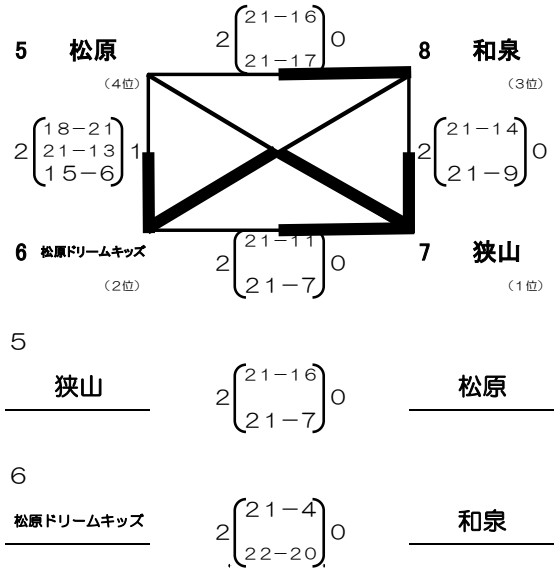 5 松原 2 21-16 0 8 和泉
21-17
(4位) (3位)
18-21 21-14
2 21-13 1 2 0
15-6 21-9
21-11
6 松原ドリームキッズ 2 0 7 狭山
21-7
(2位) (1位)
5
21-16
狭山 2 0 松原
21-7
6
21-4
松原ドリームキッズ 2 0 和泉
22-20